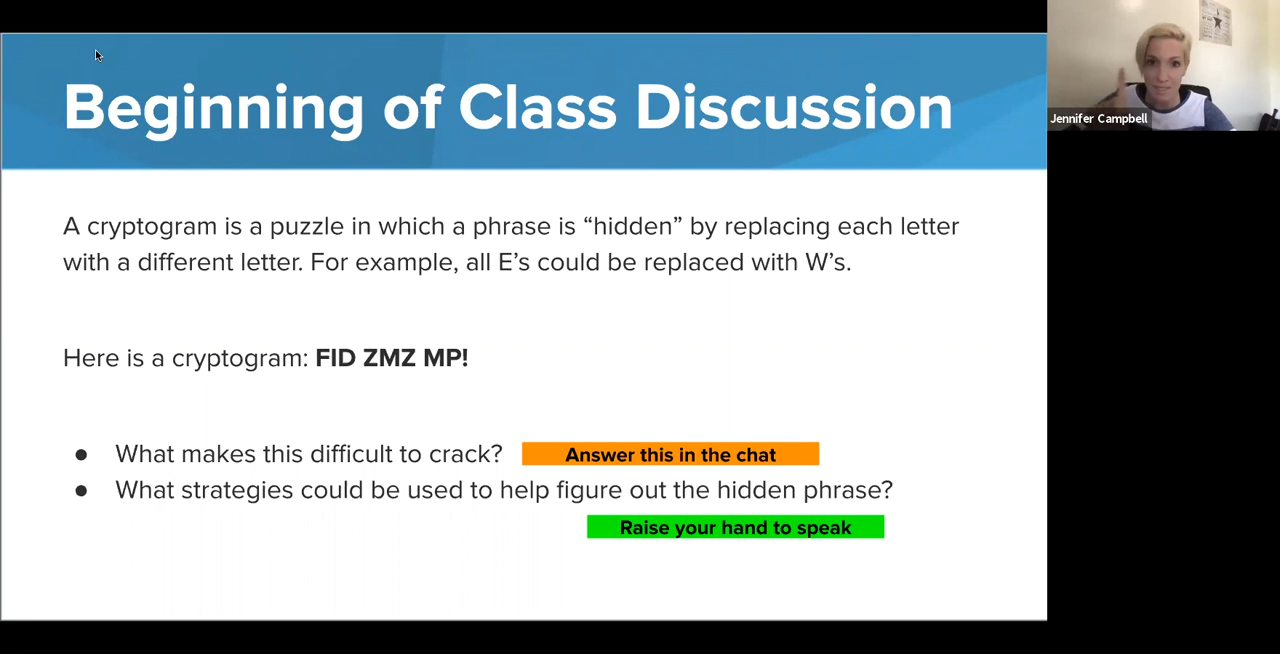 Beginning of Class Discussion
Jennifer Campbell
A cryptogram is a puzzle in which a phrase is “hidden” by replacing each letter
with a different letter. For example, all E’s could be replaced with W’s.
Here is a cryptogram: FID ZMZ MP!
● What makes this difficult to crack? Answer this in the chat
● What strategies could be used to help figure out the hidden phrase?
Raise your hand to speak